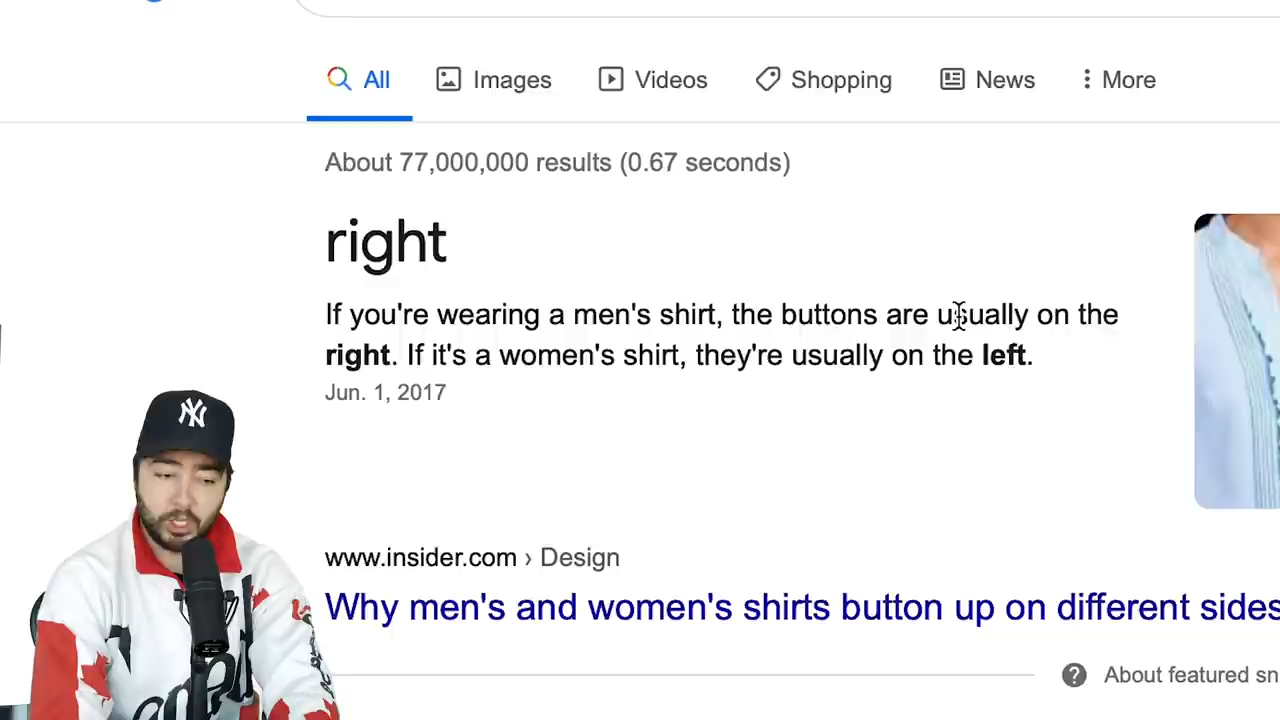 All Images Videos Shopping News More
About 77,000,000 results (0.67 seconds)
right
If you're wearing a men's shirt, the buttons are usually on the
right. If it's a women's shirt, they're usually on the left.
Jun. 1, 2017
www.insider.com › Design
Why men's and women's shirts button up on different sides
About featured sn
NY